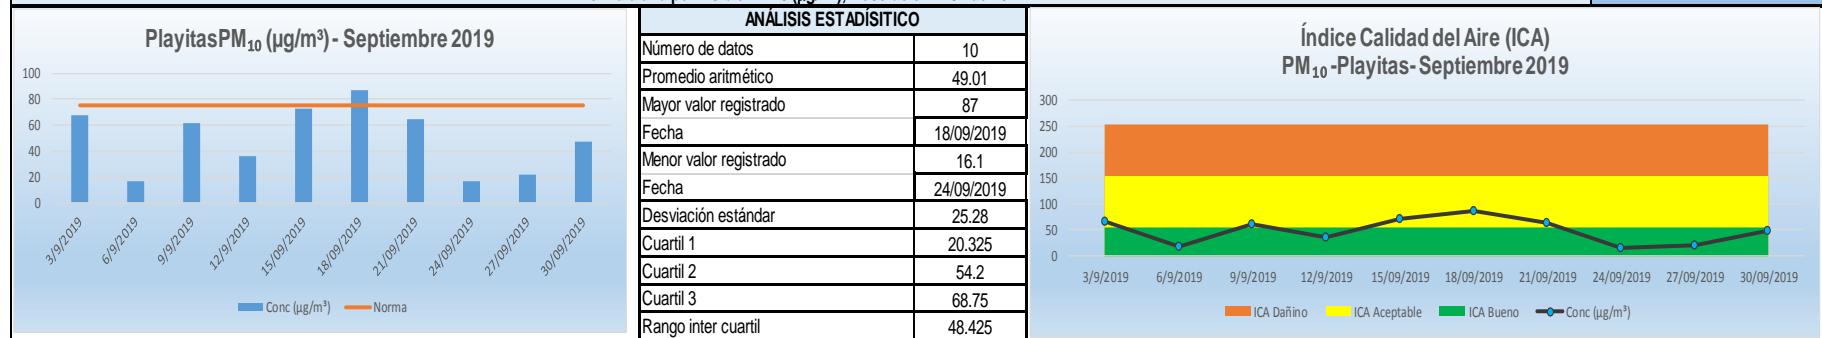 PlayitasPM₁₀ (µg/m³) - Septiembre 2019
100
80
60
40
20
0
3/9/2019
6/9/2019
9/9/2019
12/9/2019
15/09/2019
18/09/2019
21/09/2019
24/09/2019
27/09/2019
30/09/2019
Conc (µg/m³)
Norma
ANÁLISIS ESTADÍSITICO
Número de datos 10
Promedio aritmético 49.01
Mayor valor registrado 87
Fecha 18/09/2019
Menor valor registrado 16.1
Fecha 24/09/2019
Desviación estándar 25.28
Cuartil 1 20.325
Cuartil 2 54.2
Cuartil 3 68.75
Rango inter cuartil 48.425
Índice Calidad del Aire (ICA)
PM₁₀ -Playitas- Septiembre 2019
300
250
200
150
100
50
0
3/9/2019
6/9/2019
9/9/2019
12/9/2019
15/09/2019
18/09/2019
21/09/2019
24/09/2019
27/09/2019
30/09/2019
ICA Dañino
ICA Aceptable
ICA Bueno
Conc (µg/m³)